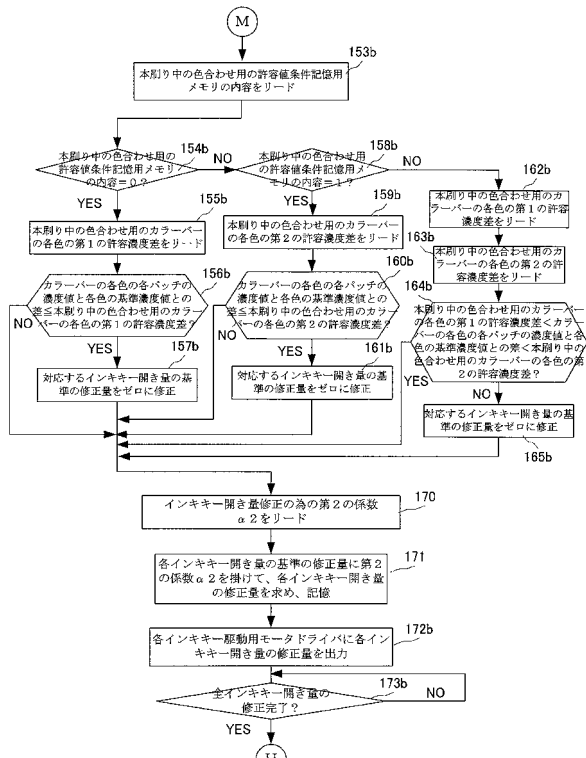 M
153b
本刷り中の色合わせ用の許容値条件記憶用
メモリの内容をリード
154b
本刷り中の色合わせ用の
許容値条件記憶用メモリ
の内容=0?
NO
YES
158b
本刷り中の色合わせ用
の許容値条件記憶用メ
モリの内容=1?
NO
YES
155b
本刷り中の色合わせ用のカラーバー
の各色の第1の許容濃度差をリード
159b
本刷り中の色合わせ用のカラーバー
の各色の第2の許容濃度差をリード
162b
本刷り中の色合わせ用のカ
ラーバーの各色の第1の許容
濃度差をリード
163b
本刷り中の色合わせ用のカ
ラーバーの各色の第2の許
容濃度差をリード
156b
カラーバーの各色の各パッチの
濃度値と各色の基準濃度値との
差≦本刷り中の色合わせ用のカラ
ーバーの各色の第1の許容濃度差?
NO
YES
160b
カラーバーの各色の各パッチの
濃度値と各色の基準濃度値との
差≦本刷り中の色合わせ用のカラ
ーバーの各色の第2の許容濃度差?
NO
YES
164b
本刷り中の色合わせ用のカラーバー
の各色の第1の許容濃度差<カラー
バーの各色の各パッチの濃度値と各色
の基準濃度値との差<本刷り中の
色合わせ用のカラーバーの各色の第
2の許容濃度差?
YES
NO
157b
対応するインキキー開き量の基
準の修正量をゼロに修正
161b
対応するインキキー開き量の基
準の修正量をゼロに修正
対応するインキキー開き量の基
準の修正量をゼロに修正
165b
170
インキキー開き量修正の為の第2の係数
α2をリード
171
各インキキー開き量の基準の修正量に第2
の係数α2を掛けて、各インキキー開き量
の修正量を求め、記憶
172b
各インキキー駆動用モータドライバに各イ
ンキキー開き量の修正量を出力
173b
全インキキー開き量の
修正完了?
NO
YES